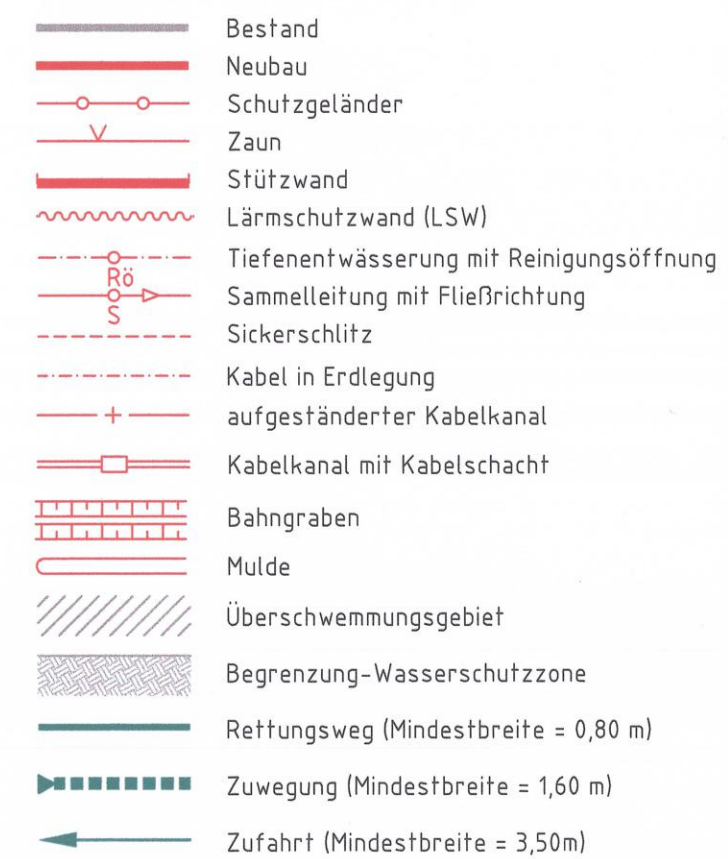 Bestand
Neubau
Schutzgeländer
Zaun
Stützwand
Lärmschutzwand (LSW)
Tiefenentwässerung mit Reinigungsöffnung
Rö
Sammelleitung mit Fließrichtung
S
Sickerschlitz
Kabel in Erdlegung
aufgeständerter Kabelkanal
Kabelkanal mit Kabelschacht
Bahngraben
Mulde
Überschwemmungsgebiet
Begrenzung-Wasserschutzzone
Rettungsweg (Mindestbreite = 0,80 m)
Zuwegung (Mindestbreite = 1,60 m)
Zufahrt (Mindestbreite = 3,50m)